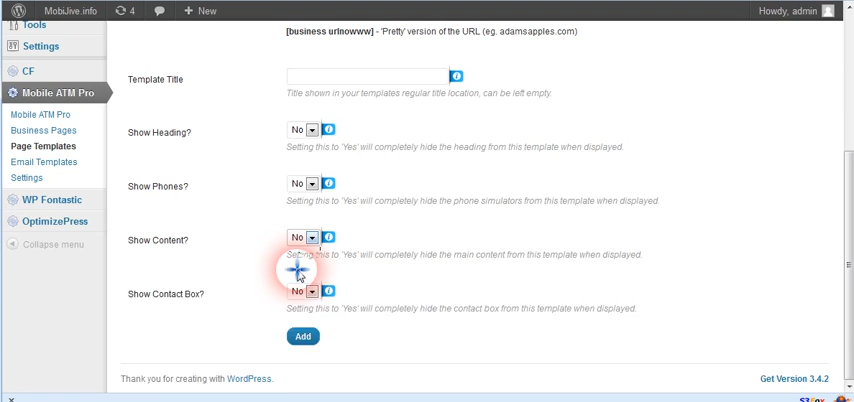 MobiJive.info
4
New
Howdy, admin
Tools
Settings
CF
Mobile ATM Pro
Mobile ATM Pro
Business Pages
Page Templates
Email Templates
Settings
WP Fontastic
OptimizePress
Collapse menu
[business urlnowww] - 'Pretty' version of the URL (eg. adamsapples.com)
Template Title
Title shown in your templates regular title location, can be left empty.
Show Heading?
No
Setting this to 'Yes' will completely hide the heading from this template when displayed.
Show Phones?
No
Setting this to 'Yes' will completely hide the phone simulators from this template when displayed.
Show Content?
No
Setting this to 'Yes' will completely hide the main content from this template when displayed.
Show Contact Box?
No
Setting this to 'Yes' will completely hide the contact box from this template when displayed.
Add
Thank you for creating with WordPress.
Get Version 3.4.2
S3Fox